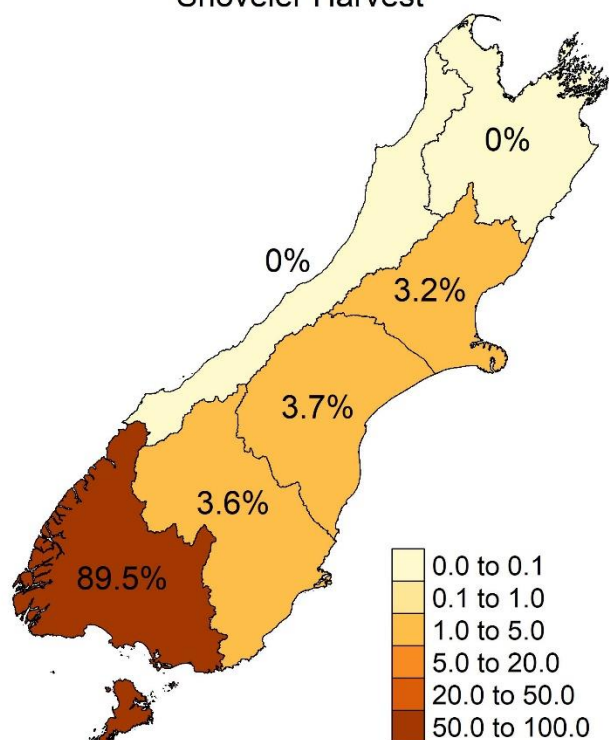 Shoveler Harvest
0%
0%
3.2%
3.7%
3.6%
89.5%
0.0 to 0.1
0.1 to 1.0
1.0 to 5.0
5.0 to 20.0
20.0 to 50.0
50.0 to 100.0